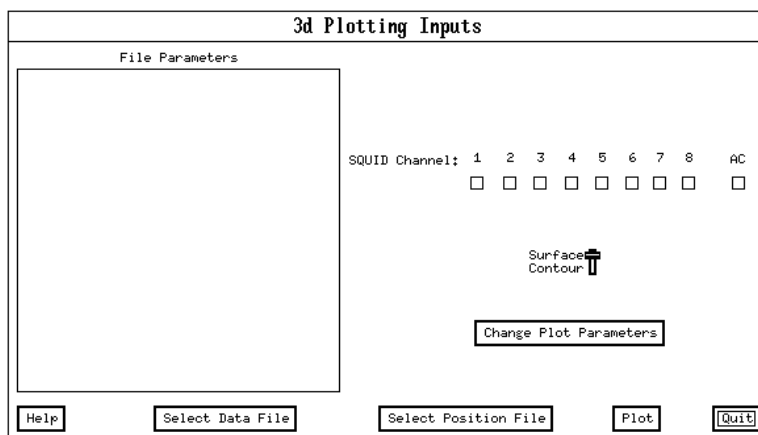 3d Plotting Inputs
File Parameters
SQUID Channel: 1 2 3 4 5 6 7 8 AC
Surface
Contour
Change Plot Parameters
Help Select Data File Select Position File Plot Quit